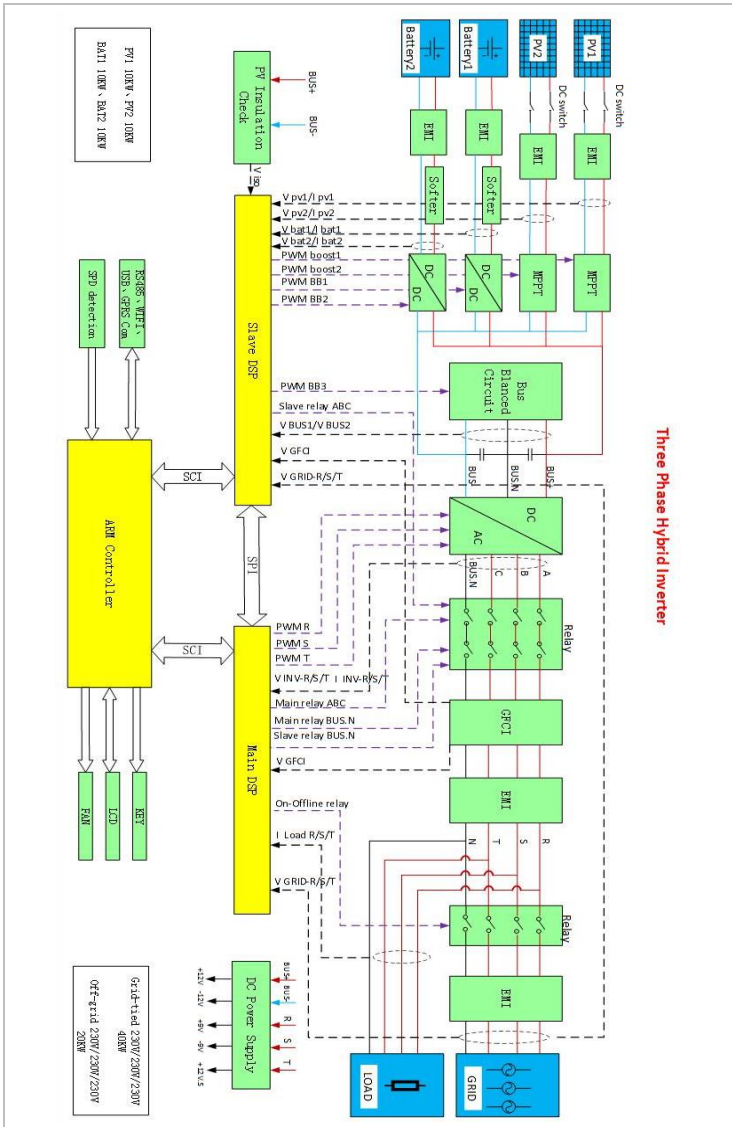 Three Phase Hybrid Inverter
PV1
PV2
Battery1
Battery2
DC switch
DC switch
EMI
EMI
EMI
EMI
Softer
Softer
MPPT
MPPT
DC
DC
DC
DC
Bus
Blanced
Circuit
BUS+
BUS.N
BUS-
DC
AC
A
B
C
BUS.N
Relay
GFCI
EMI
R
S
T
N
Relay
EMI
GRID
LOAD
BUS+
BUS-
PV Insulation
Check
V iso
V pv1/I pv1
V pv2/I pv2
V bat1/I bat1
V bat2/I bat2
PWM boost1
PWM boost2
PWM BB1
PWM BB2
PWM BB3
Slave relay ABC
V BUS1/V BUS2
V GFCI
V GRID-R/S/T
Slave DSP
SPI
PWM R
PWM S
PWM T
V INV-R/S/T I INV-R/S/T
Main relay ABC
Main relay BUS.N
Slave relay BUS.N
V GFCI
On-Offline relay
I Load R/S/T
V GRID-R/S/T
Main DSP
BUS+
BUS-
R
S
T
DC Power Supply
+12V
-12V
+9V
-9V
+12V.S
RS485、WIFI、
USB、GPRS Com
SPD detection
SCI
SCI
ARM Controller
KEY
LCD
FAN
PV1 10KW、PV2 10KW
BAT1 10KW、BAT2 10KW
Grid-tied 230V/230V/230V
40KW
Off-grid 230V/230V/230V
20KW